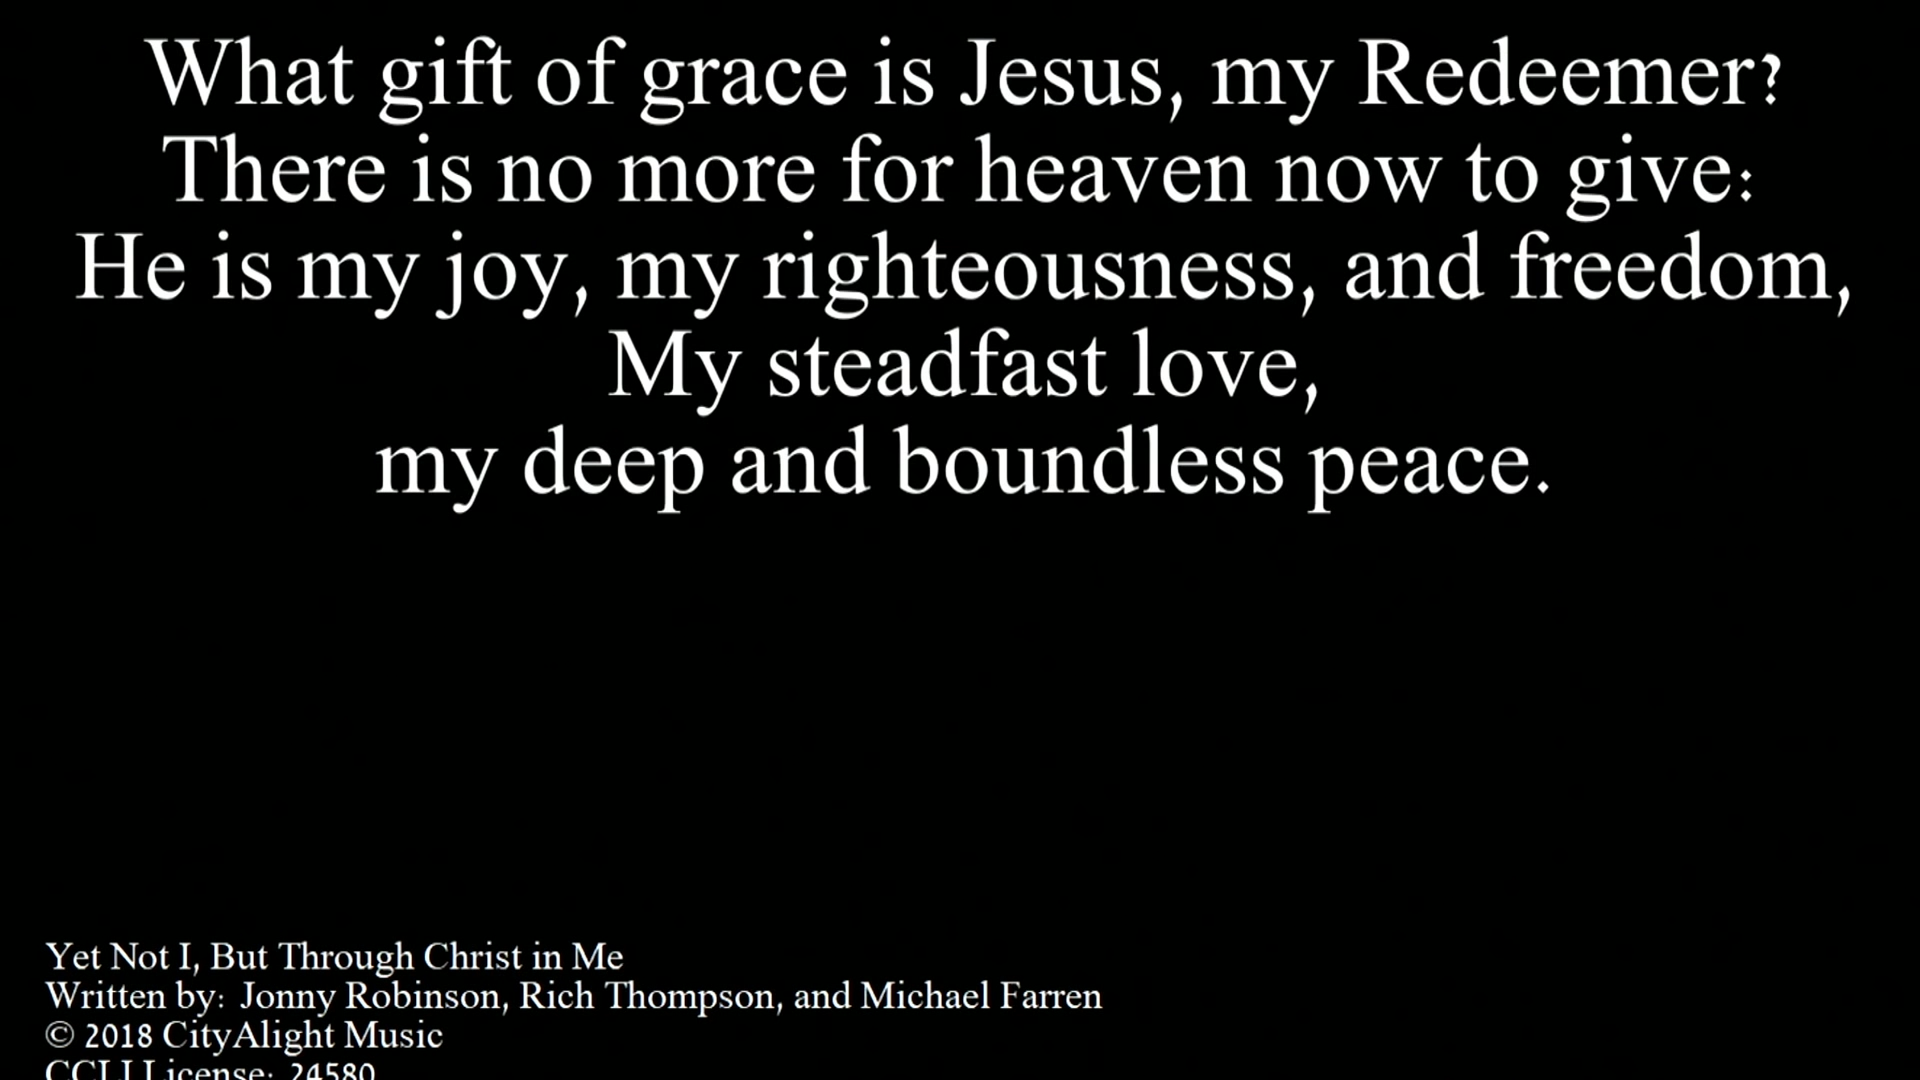 What gift of grace is Jesus, my Redeemer?
There is no more for heaven now to give:
He is my joy, my righteousness, and freedom,
My steadfast love,
my deep and boundless peace.
Yet Not I, But Through Christ in Me
Written by: Jonny Robinson, Rich Thompson, and Michael Farren
© 2018 CityAlight Music
CCLI License: 24580